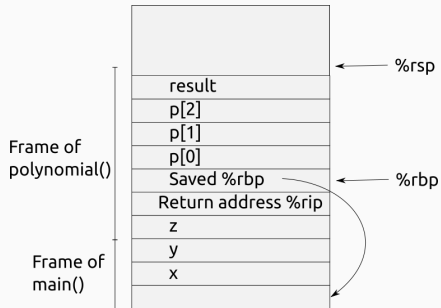 %rsp
result
p[2]
p[1]
p[0]
Frame of
polynomial()
Saved %rbp
%rbp
Return address %rip
z
y
Frame of
main()
x